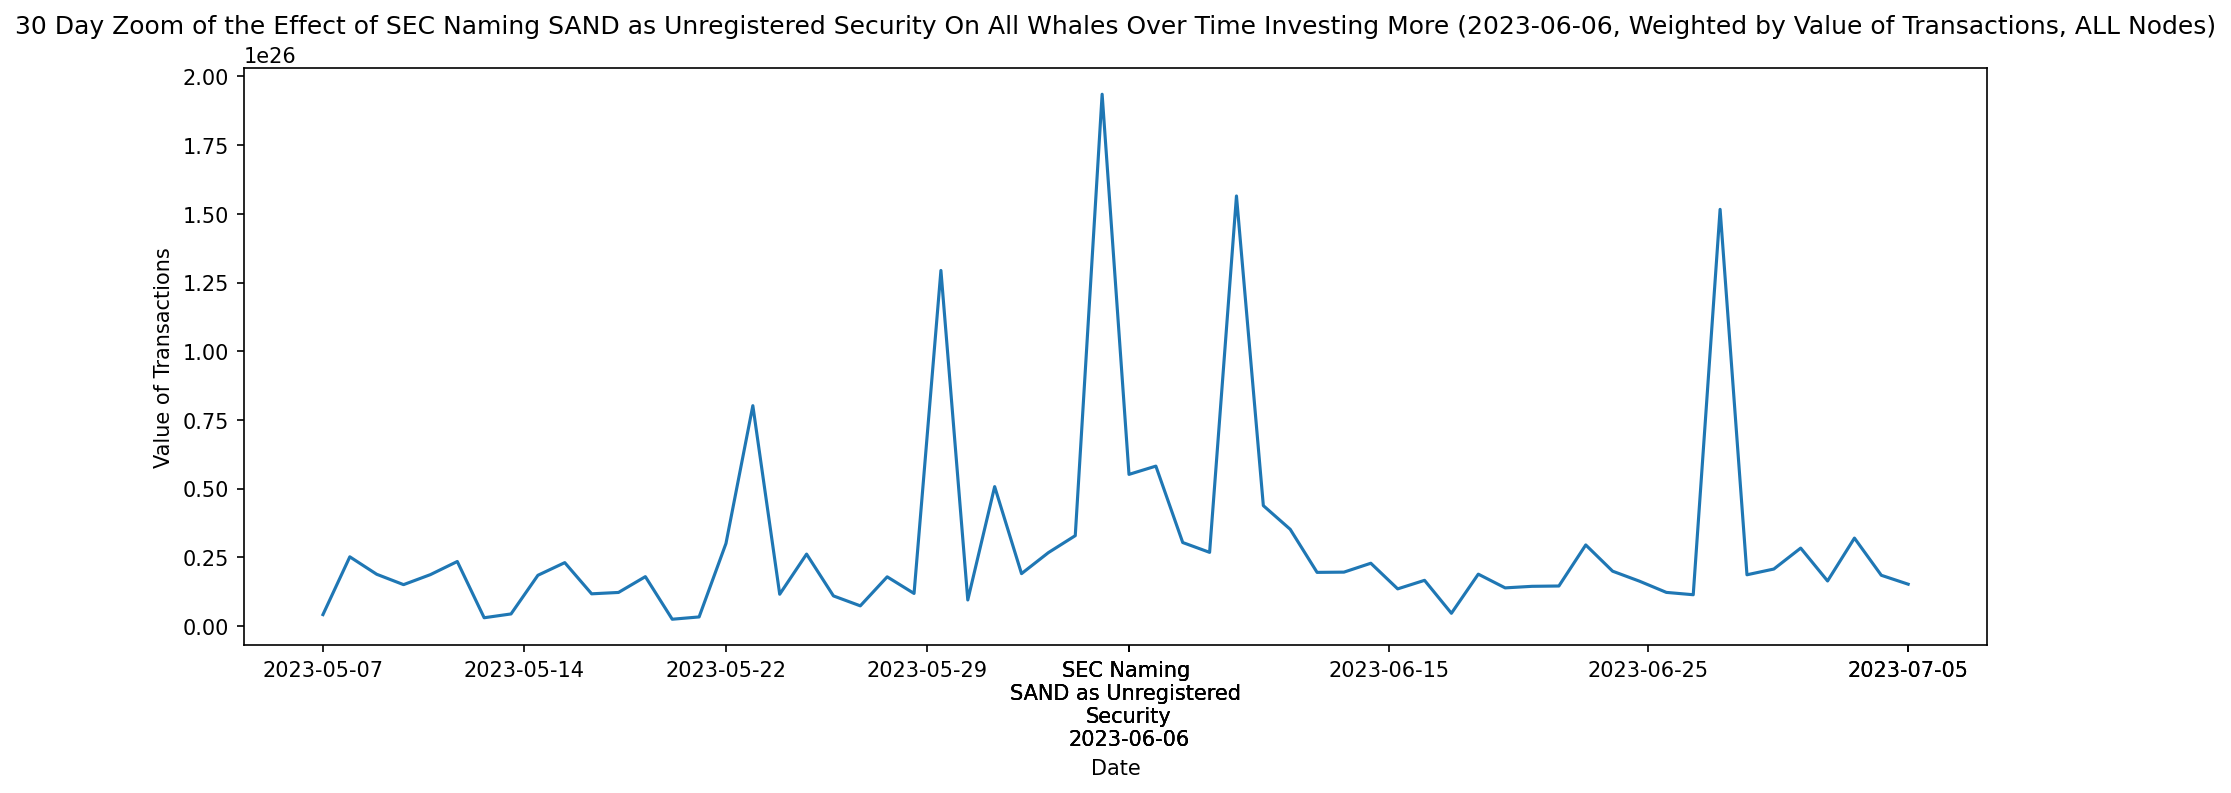 30 Day Zoom of the Effect of SEC Naming SAND as Unregistered Security On All Whales Over Time Investing More (2023-06-06, Weighted by Value of Transactions, ALL Nodes)
1e26
2.00
1.75
1.50
1.25
1.00
0.75
0.50
0.25
0.00
Value of Transactions
2023-05-07 2023-05-14 2023-05-22 2023-05-29 SEC Naming 2023-06-15 2023-06-25 2023-07-05
SAND as Unregistered
Security
2023-06-06
Date